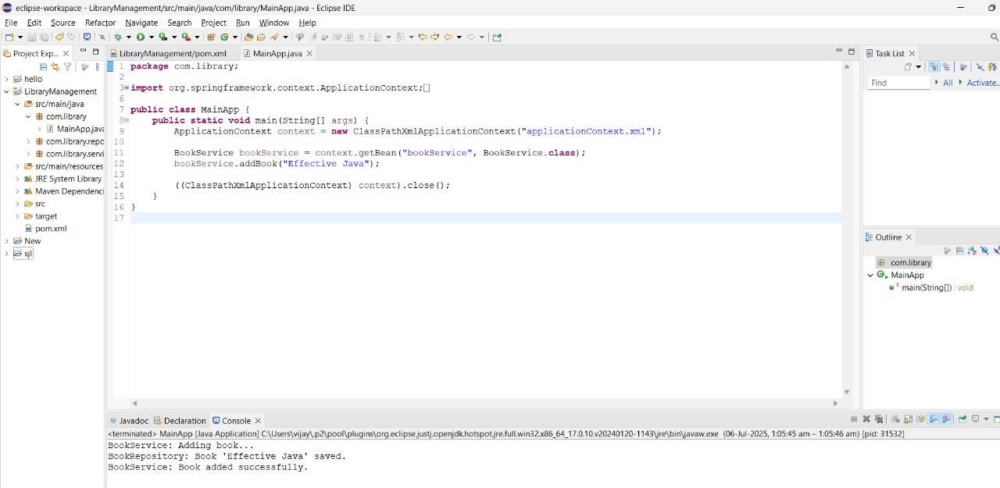 eclipse-workspace - LibraryManagement/src/main/java/com/library/MainApp.java - Eclipse IDE
File Edit Source Refactor Navigate Search Project Run Window Help
Project Exp...
hello
LibraryManagement
src/main/java
com.library
MainApp.java
com.library.repo
com.library.servi
src/main/resources
JRE System Library
Maven Dependenci
src
target
pom.xml
New
sjl
LibraryManagement/pom.xml MainApp.java
1 package com.library;
2
3 import org.springframework.context.ApplicationContext;
6
7 public class MainApp {
8 public static void main(String[] args) {
9 ApplicationContext context = new ClassPathXmlApplicationContext("applicationContext.xml");
10
11 BookService bookService = context.getBean("bookService", BookService.class);
12 bookService.addBook("Effective Java");
13
14 ((ClassPathXmlApplicationContext) context).close();
15 }
16 }
17
Task List
Find All Activate...
Outline
com.library
MainApp
main(String[]) : void
Javadoc Declaration Console
<terminated> MainApp [Java Application] C:\Users\vijay\.p2\pool\plugins\org.eclipse.justj.openjdk.hotspot.jre.full.win32.x86_64_17.0.10.v20240120-1143\jre\bin\javaw.exe (06-Jul-2025, 1:05:45 am – 1:05:46 am) [pid: 31532]
BookService: Adding book...
BookRepository: Book 'Effective Java' saved.
BookService: Book added successfully.